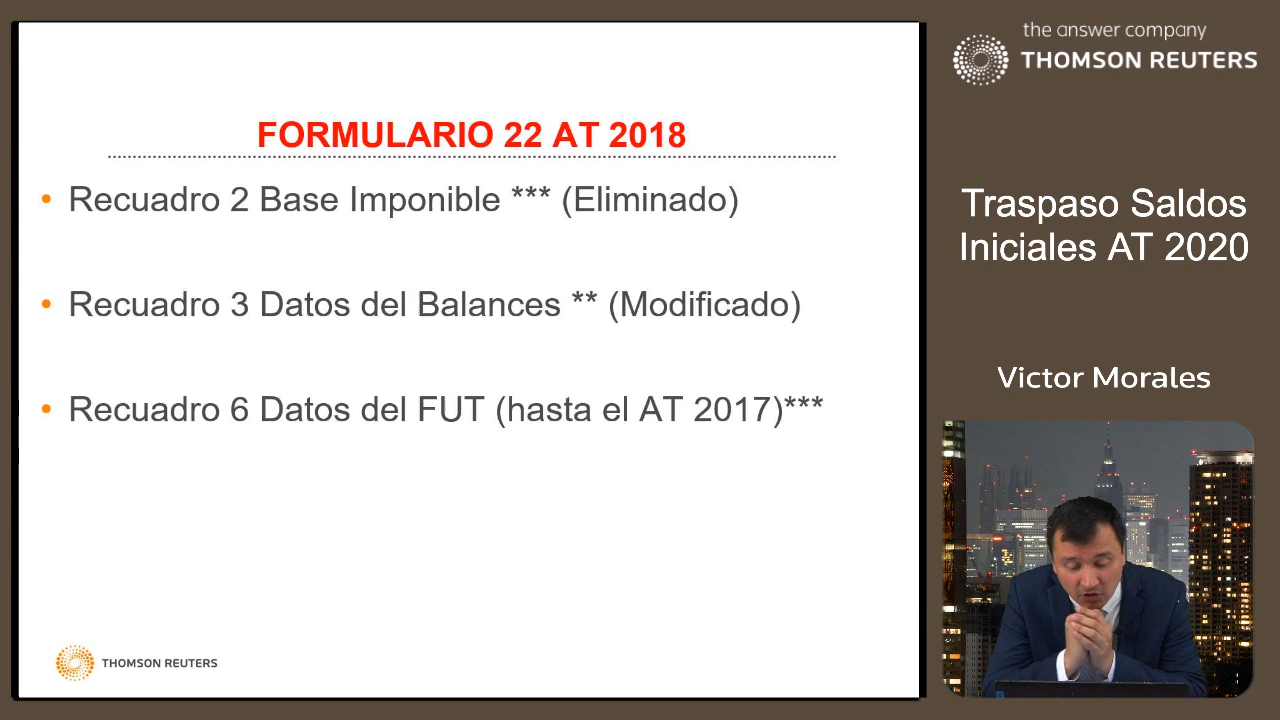 FORMULARIO 22 AT 2018
• Recuadro 2 Base Imponible *** (Eliminado)
• Recuadro 3 Datos del Balances ** (Modificado)
• Recuadro 6 Datos del FUT (hasta el AT 2017)***
THOMSON REUTERS
the answer company
THOMSON REUTERS
Traspaso Saldos
Iniciales AT 2020
Victor Morales